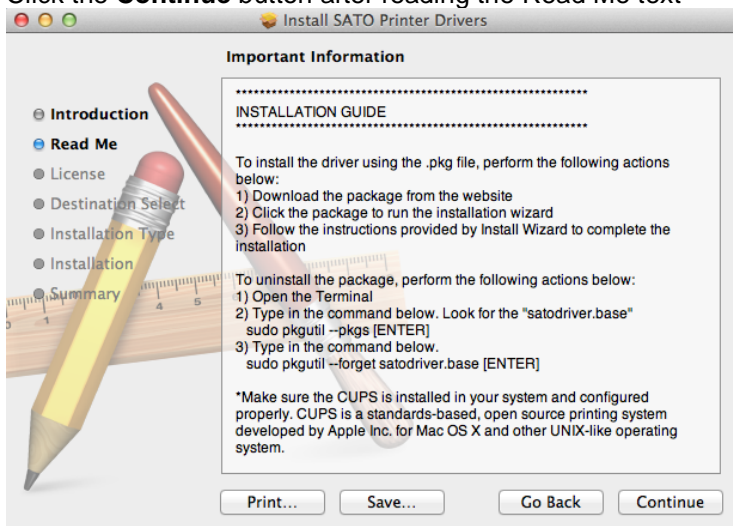 Click the Continue button after reading the Read Me text
Install SATO Printer Drivers
Important Information
Introduction
Read Me
License
Destination Select
Installation Type
Installation
Summary
************************************************************
INSTALLATION GUIDE
************************************************************
To install the driver using the .pkg file, perform the following actions
below:
1) Download the package from the website
2) Click the package to run the installation wizard
3) Follow the instructions provided by Install Wizard to complete the
installation
To uninstall the package, perform the following actions below:
1) Open the Terminal
2) Type in the command below. Look for the "satodriver.base"
sudo pkgutil --pkgs [ENTER]
3) Type in the command below.
sudo pkgutil --forget satodriver.base [ENTER]
*Make sure the CUPS is installed in your system and configured
properly. CUPS is a standards-based, open source printing system
developed by Apple Inc. for Mac OS X and other UNIX-like operating
system.
1
4
5
Print...
Save...
Go Back
Continue